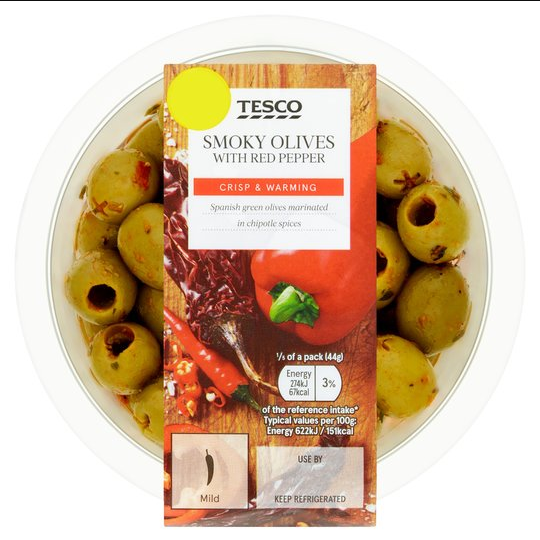 TESCO
SMOKY OLIVES
WITH RED PEPPER
CRISP & WARMING
Spanish green olives marinated
in chipotle spices
1/5 of a pack (44g)
Energy
274kJ
67kcal
3%
of the reference intake*
Typical values per 100g:
Energy 622kJ / 151kcal
USE BY
Mild
KEEP REFRIGERATED